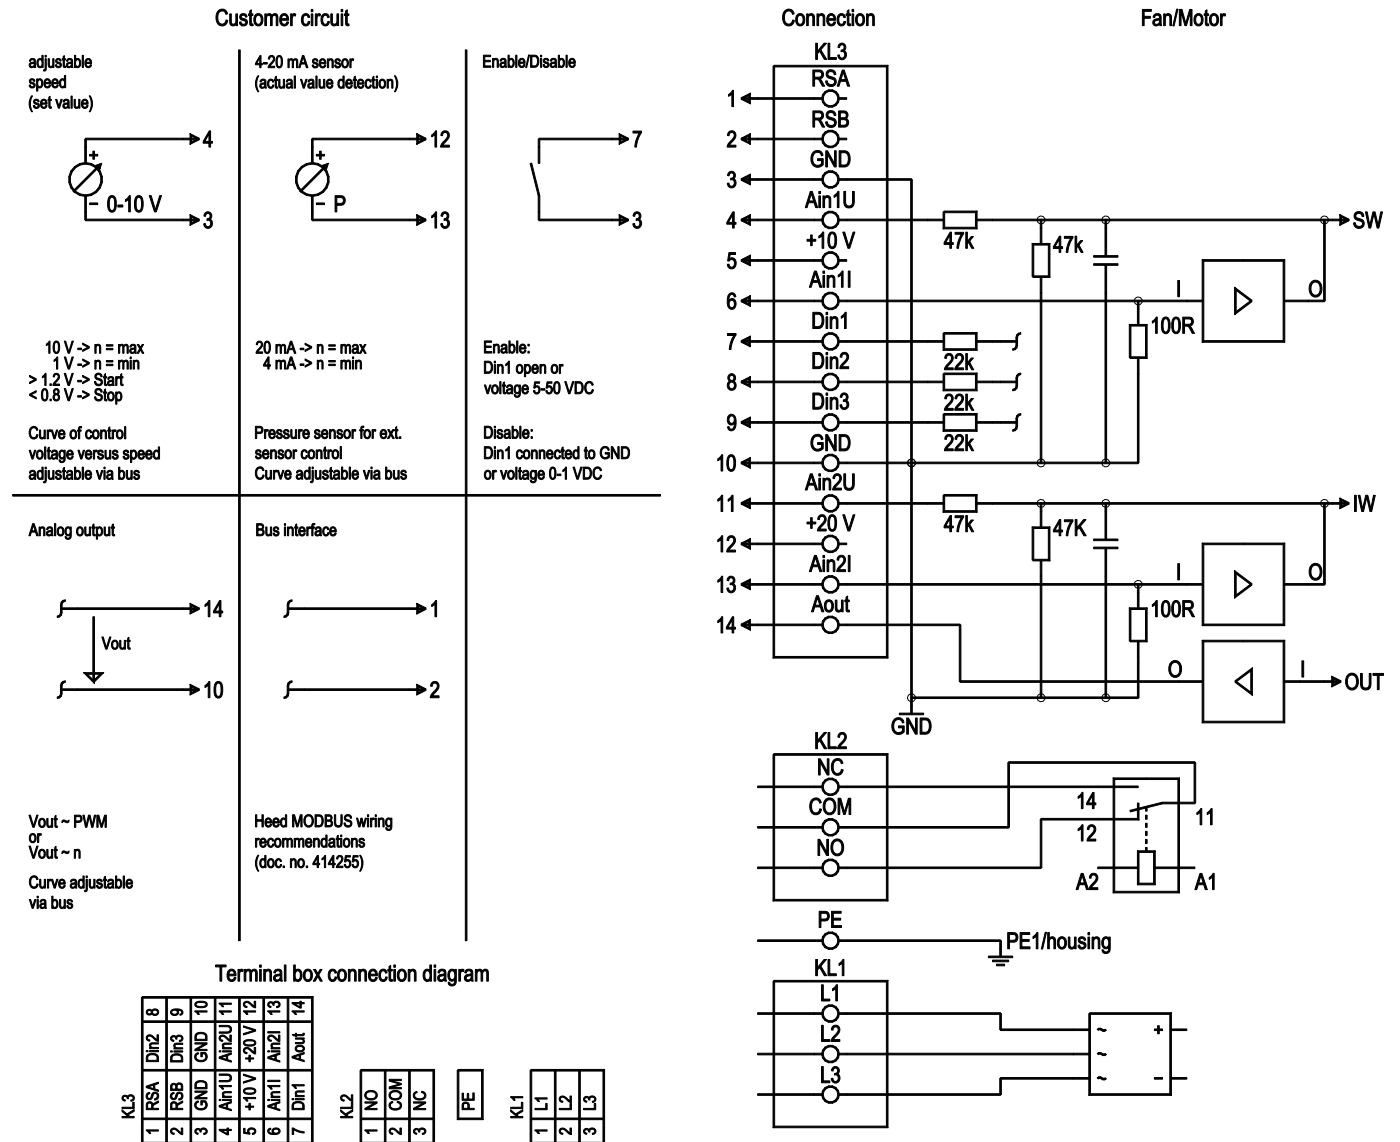 Customer circuit
adjustable
speed
(set value)
4
+
- 0-10 V
3
10 V -> n = max
1 V -> n = min
> 1.2 V -> Start
< 0.8 V -> Stop
Curve of control
voltage versus speed
adjustable via bus
4-20 mA sensor
(actual value detection)
12
+
- P
13
20 mA -> n = max
4 mA -> n = min
Pressure sensor for ext.
sensor control
Curve adjustable via bus
Enable/Disable
7
3
Enable:
Din1 open or
voltage 5-50 VDC
Disable:
Din1 connected to GND
or voltage 0-1 VDC
Analog output
14
Vout
10
Vout ~ PWM
or
Vout ~ n
Curve adjustable
via bus
Bus interface
1
2
Heed MODBUS wiring
recommendations
(doc. no. 414255)
Connection
Fan/Motor
KL3
RSA
1
RSB
2
GND
3
Ain1U
4
47k
47k
SW
+10 V
5
Ain1I
6
I
O
100R
Din1
7
22k
Din2
8
22k
Din3
9
22k
GND
10
Ain2U
11
47k
47K
IW
+20 V
12
Ain2I
13
I
O
100R
Aout
14
O
I
OUT
GND
KL2
NC
14
COM
11
12
NO
A2
A1
PE
PE1/housing
KL1
L1
~ +
L2
~
L3
~ -
Terminal box connection diagram
KL3
1 RSA Din2 8
2 RSB Din3 9
3 GND GND 10
4 Ain1U Ain2U 11
5 +10 V +20 V 12
6 Ain1I Ain2I 13
7 Din1 Aout 14
KL2
1 NO
2 COM
3 NC
PE
KL1
1 L1
2 L2
3 L3